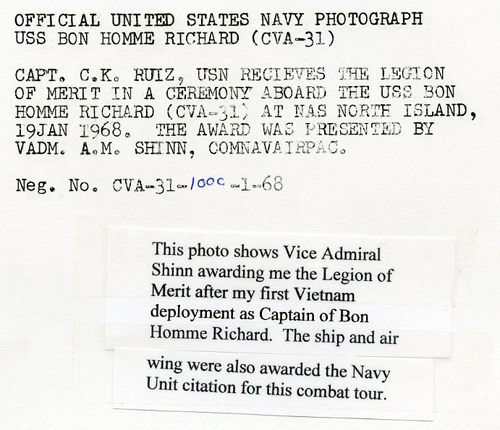 OFFICIAL UNITED STATES NAVY PHOTOGRAPH
USS BON HOMME RICHARD (CVA-31)
CAPT. C.K. RUIZ, USN RECIEVES THE LEGION
OF MERIT IN A CEREMONY ABOARD THE USS BON
HOMME RICHARD (CVA-31) AT NAS NORTH ISLAND,
19JAN 1968. THE AWARD WAS PRESENTED BY
VADM. A.M. SHINN, COMNAVAIRPAC.
Neg. No. CVA-31-100C-1-68
This photo shows Vice Admiral
Shinn awarding me the Legion of
Merit after my first Vietnam
deployment as Captain of Bon
Homme Richard. The ship and air
wing were also awarded the Navy
Unit citation for this combat tour.